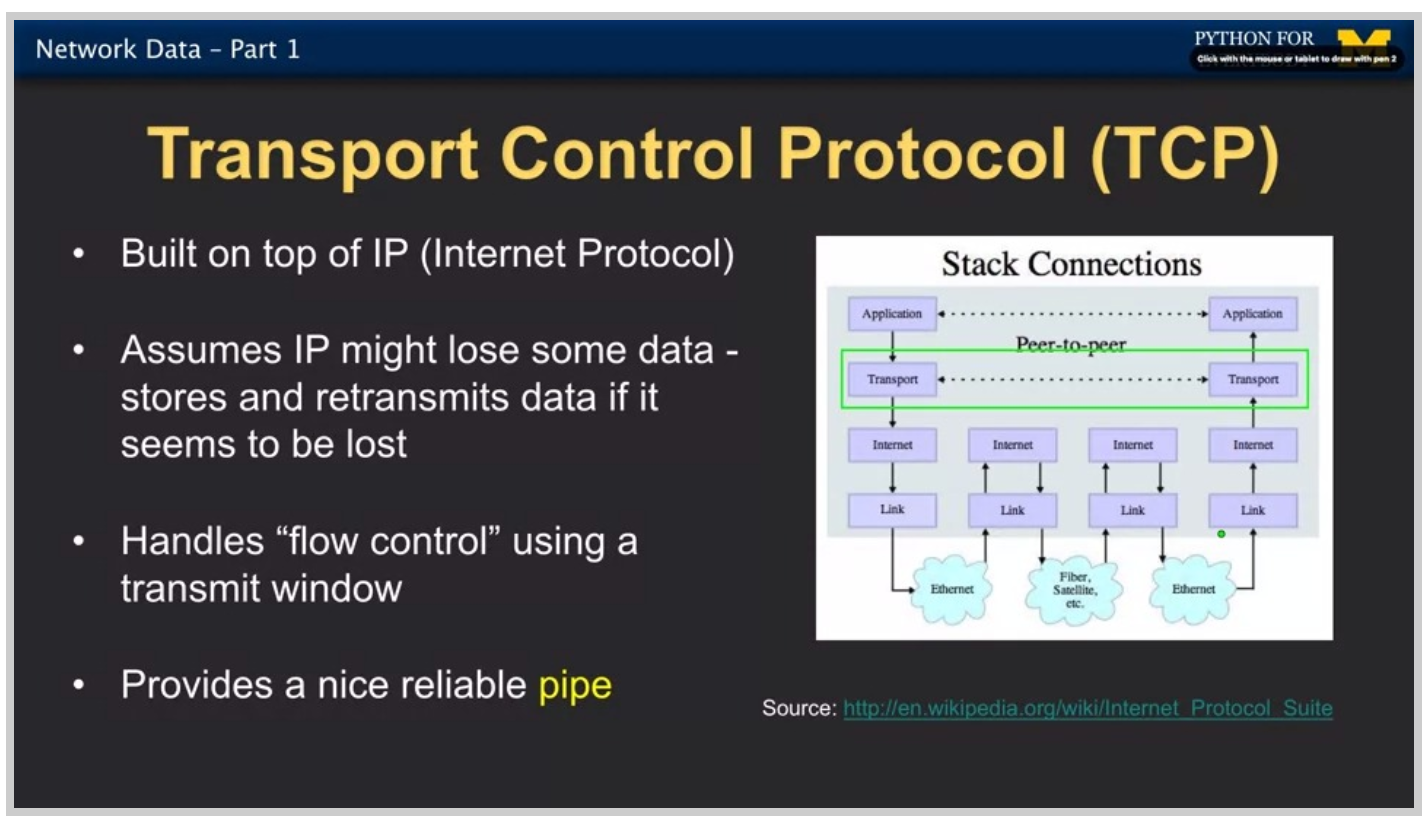 Network Data – Part 1
PYTHON FOR
Click with the mouse or tablet to draw with pen 2
Transport Control Protocol (TCP)
• Built on top of IP (Internet Protocol)
• Assumes IP might lose some data -
stores and retransmits data if it
seems to be lost
• Handles “flow control” using a
transmit window
• Provides a nice reliable pipe
Stack Connections
Application Application
Peer-to-peer
Transport Transport
Internet Internet Internet Internet
Link Link Link Link
Ethernet
Fiber,
Satellite,
etc.
Ethernet
Source: http://en.wikipedia.org/wiki/Internet_Protocol_Suite